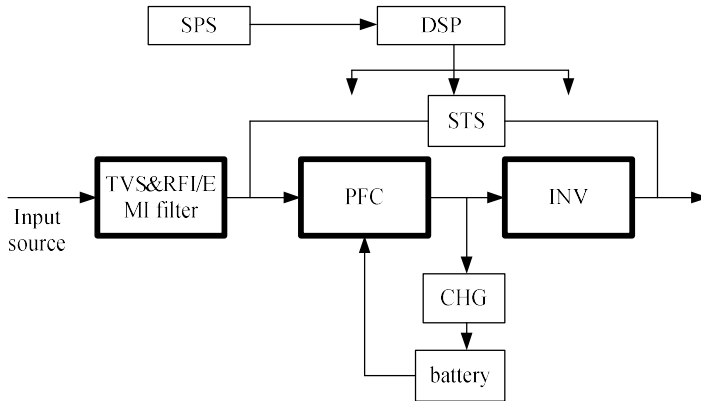 SPS
DSP
STS
TVS&RFI/E
MI filter
PFC
INV
Input
source
CHG
battery